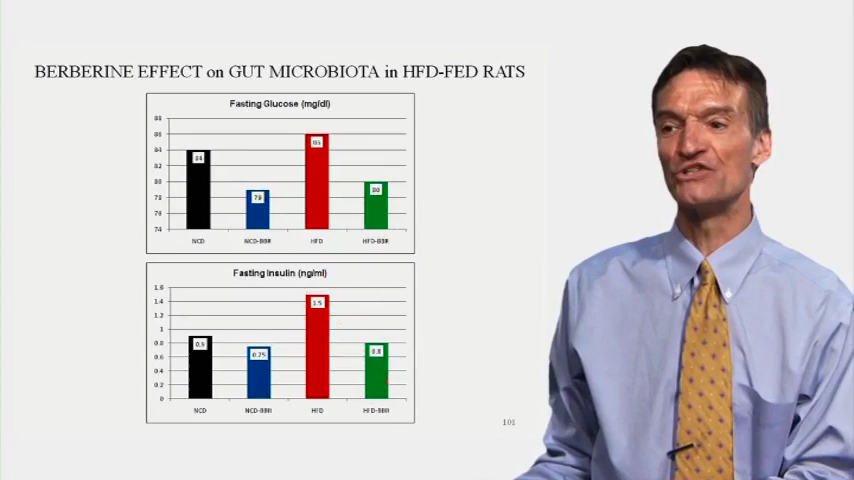 BERBERINE EFFECT on GUT MICROBIOTA in HFD-FED RATS
Fasting Glucose (mg/dl)
88
86
84
82
80
78
76
74
84
79
80
NCD
NCD-BBR
HFD
HFD-BBR
Fasting Insulin (ng/ml)
1.6
1.4
1.2
1
0.8
0.6
0.4
0.2
0
0.75
1.5
0.8
NCD
NCD-BBR
HFD
HFD-BBR
101